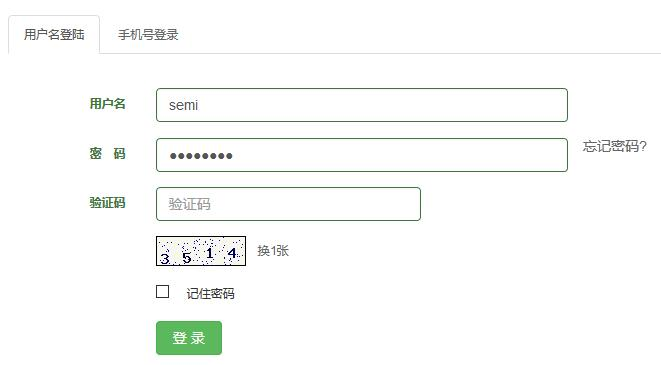 用户名登陆 手机号登录
用户名 semi
密 码 ●●●●●●●● 忘记密码?
验证码 验证码
3 5 1 4 换1张
记住密码
登 录